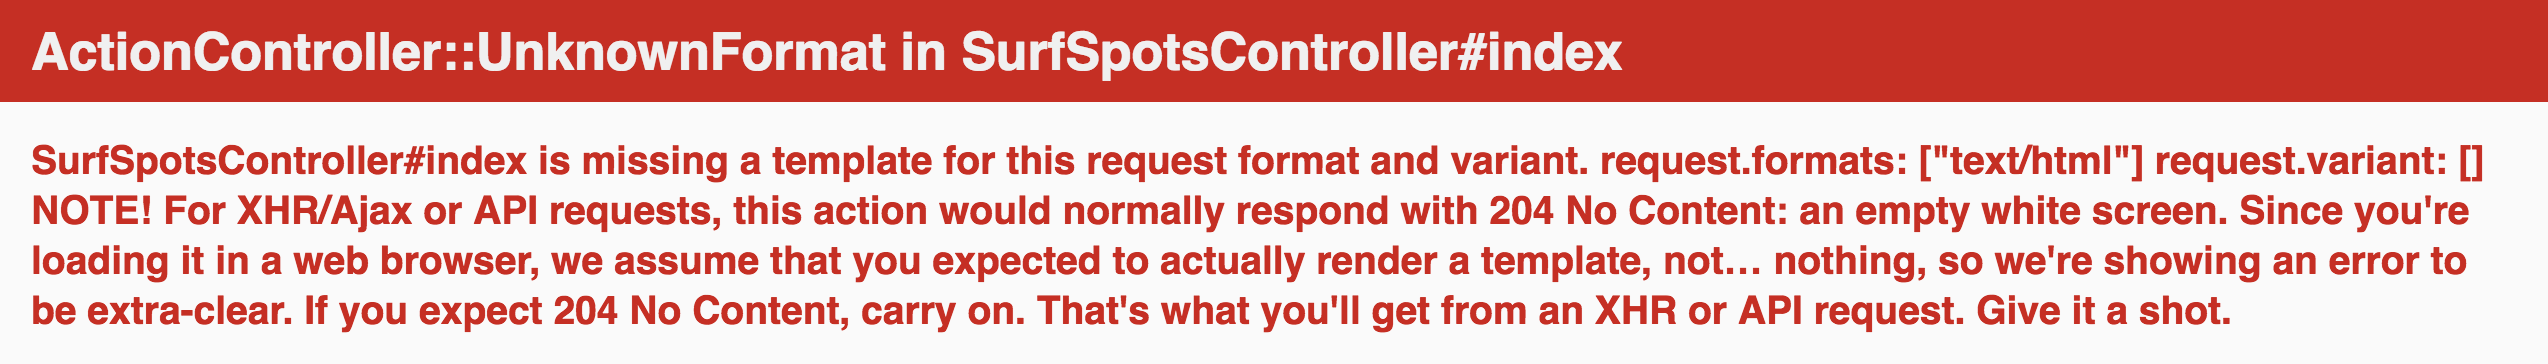 ActionController::UnknownFormat in SurfSpotsController#index
SurfSpotsController#index is missing a template for this request format and variant. request.formats: ["text/html"] request.variant: []
NOTE! For XHR/Ajax or API requests, this action would normally respond with 204 No Content: an empty white screen. Since you're
loading it in a web browser, we assume that you expected to actually render a template, not… nothing, so we're showing an error to
be extra-clear. If you expect 204 No Content, carry on. That's what you'll get from an XHR or API request. Give it a shot.